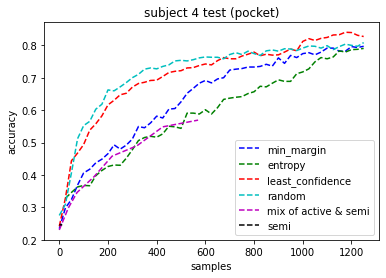 subject 4 test (pocket)
accuracy
0.8
0.7
0.6
0.5
0.4
0.3
0.2
min_margin
entropy
least_confidence
random
mix of active & semi
semi
0 200 400 600 800 1000 1200
samples